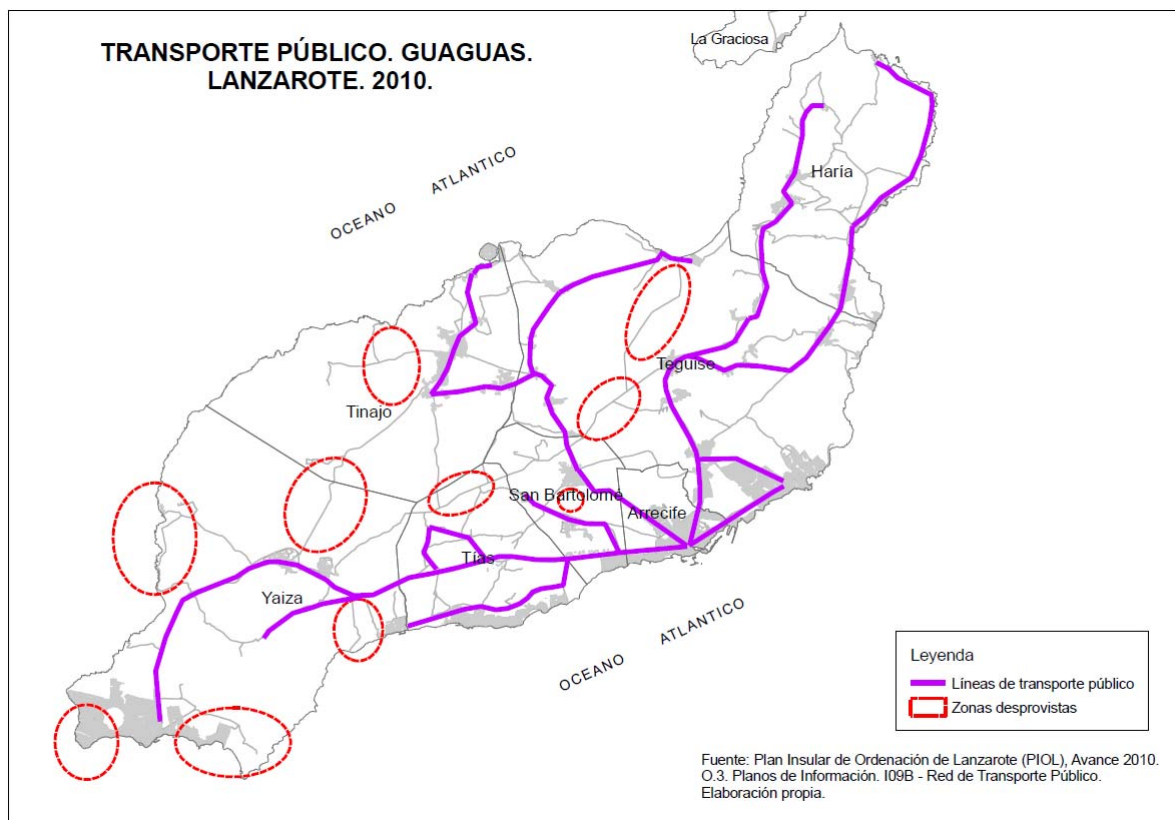 TRANSPORTE PÚBLICO. GUAGUAS.
LANZAROTE. 2010.
La Graciosa
OCEANO ATLANTICO
Haría
Teguise
Tinajo
San Bartolomé
Arrecife
Tías
Yaiza
OCEANO ATLANTICO
Leyenda
Líneas de transporte público
Zonas desprovistas
Fuente: Plan Insular de Ordenación de Lanzarote (PIOL), Avance 2010.
O.3. Planos de Información. I09B - Red de Transporte Público.
Elaboración propia.